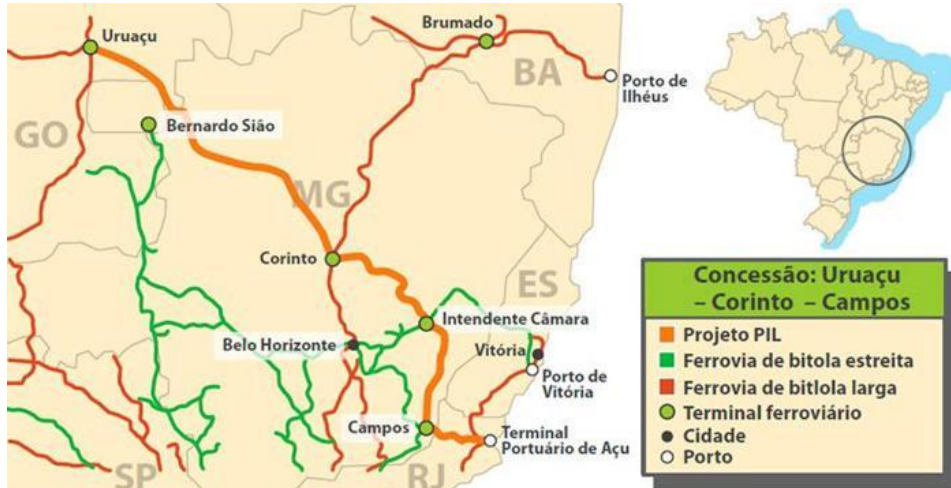 Uruaçu
Brumado
BA
Porto de
Ilhéus
GO
Bernardo Sião
MG
Corinto
ES
Intendente Câmara
Belo Horizonte
Vitória
Porto de
Vitória
Campos
Terminal
Portuário de Açu
SP
RJ
Concessão: Uruaçu
– Corinto – Campos
Projeto PIL
Ferrovia de bitola estreita
Ferrovia de bitlola larga
Terminal ferroviário
Cidade
Porto